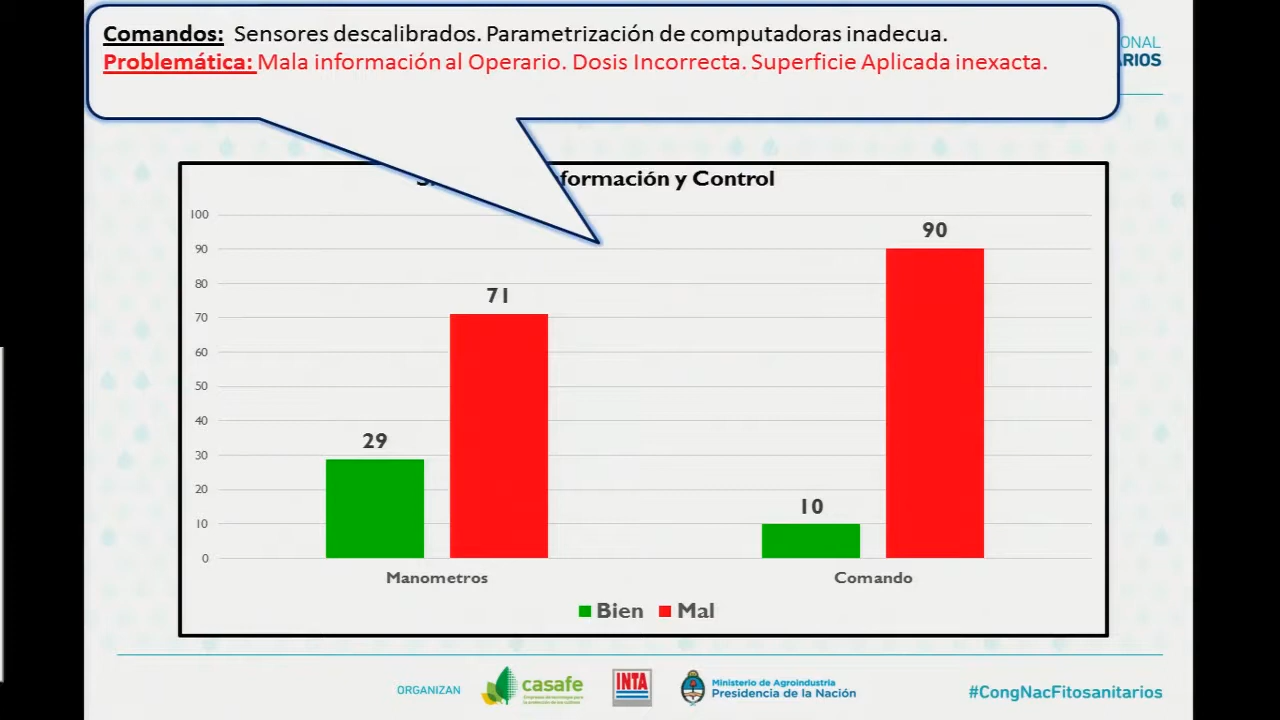 Comandos: Sensores descalibrados. Parametrización de computadoras inadecua.
Problemática: Mala información al Operario. Dosis Incorrecta. Superficie Aplicada inexacta.
ONAL
ARIOS
formación y Control
100
90
80
70
60
50
40
30
20
10
0
29
71
10
90
Manometros
Comando
Bien
Mal
ORGANIZAN
casafe
INTA
Ministerio de Agroindustria
Presidencia de la Nación
#CongNacFitosanitarios